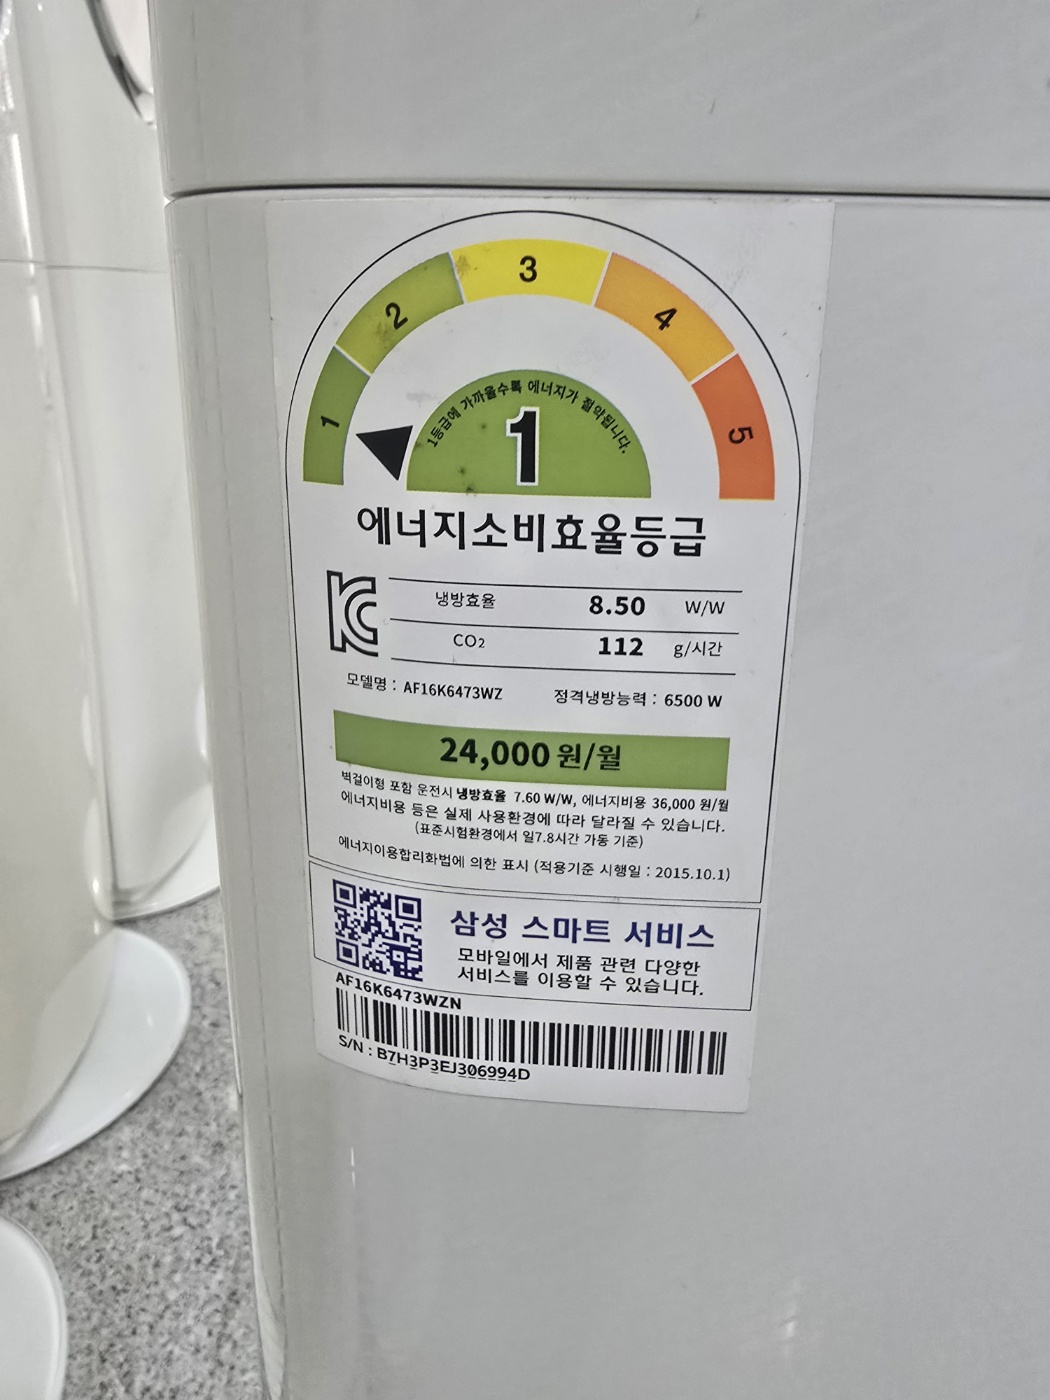 1 2 3 4 5
1등급에 가까울수록 에너지가 절약됩니다.
1
에너지소비효율등급
냉방효율 8.50 W/W
CO2 112 g/시간
모델명 : AF16K6473WZ 정격냉방능력 : 6500 W
24,000 원/월
벽걸이형 포함 운전시 냉방효율 7.60 W/W, 에너지비용 36,000 원/월
에너지비용 등은 실제 사용환경에 따라 달라질 수 있습니다.
(표준시험환경에서 일7.8시간 가동 기준)
에너지이용합리화법에 의한 표시 (적용기준 시행일 : 2015.10.1)
삼성 스마트 서비스
모바일에서 제품 관련 다양한
서비스를 이용할 수 있습니다.
AF16K6473WZN
S/N : B7H3P3EJ306994D